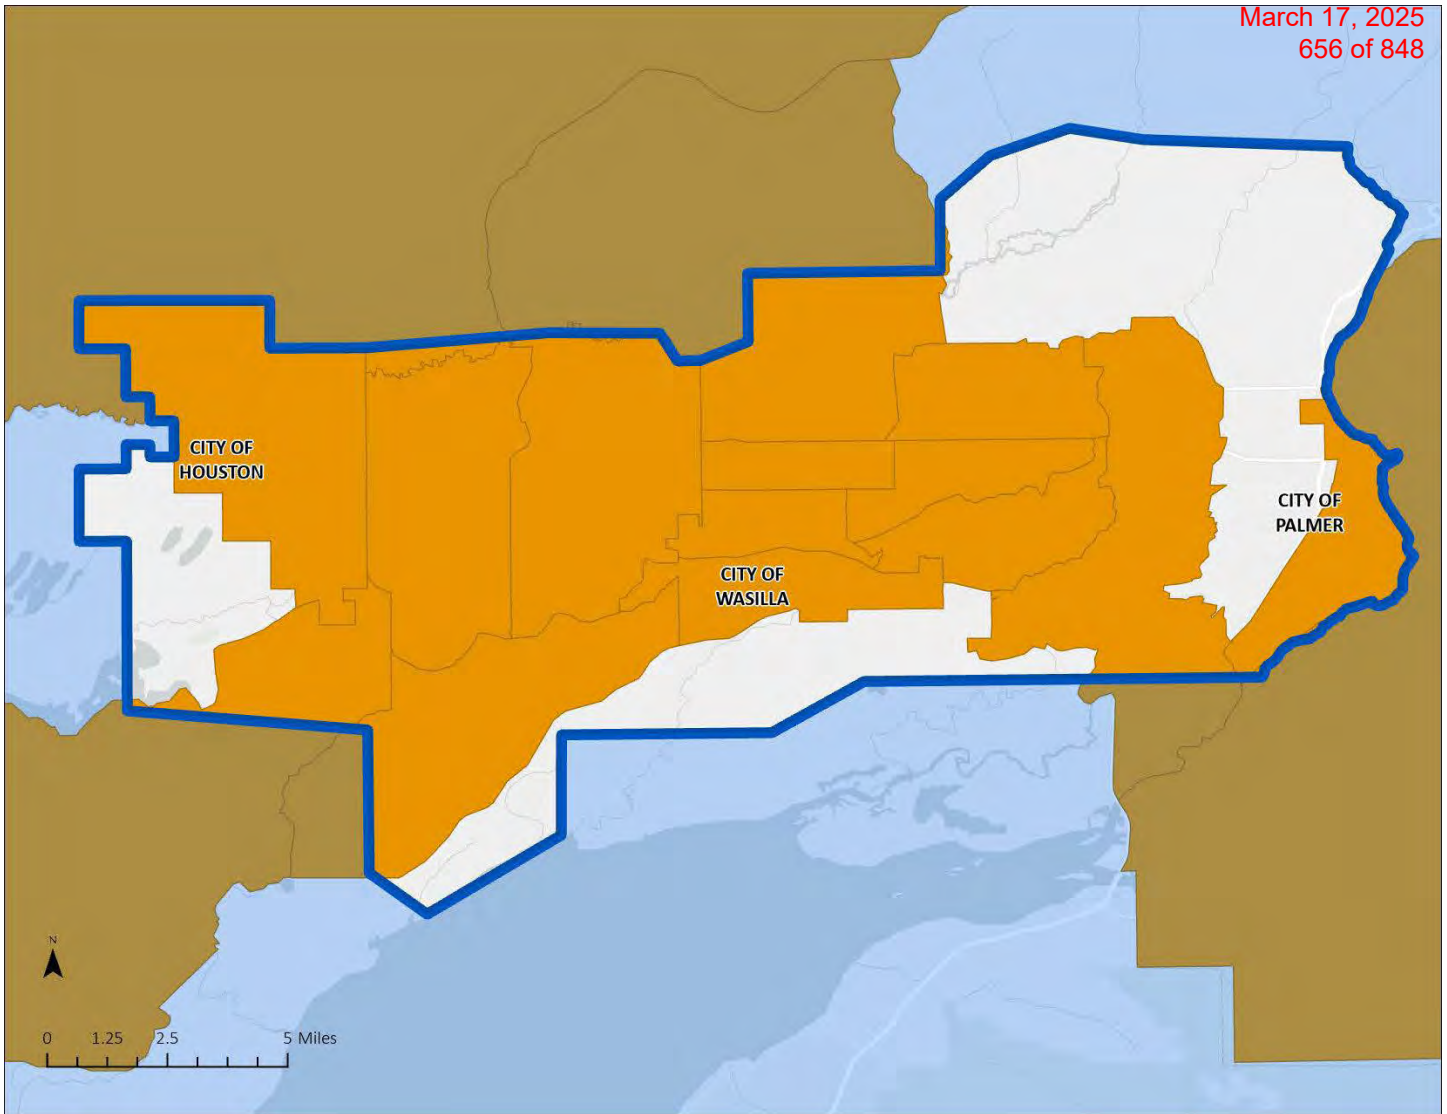 March 17, 2025
656 of 848
CITY OF
HOUSTON
CITY OF
PALMER
CITY OF
WASILLA
N
0 1.25 2.5 5 Miles